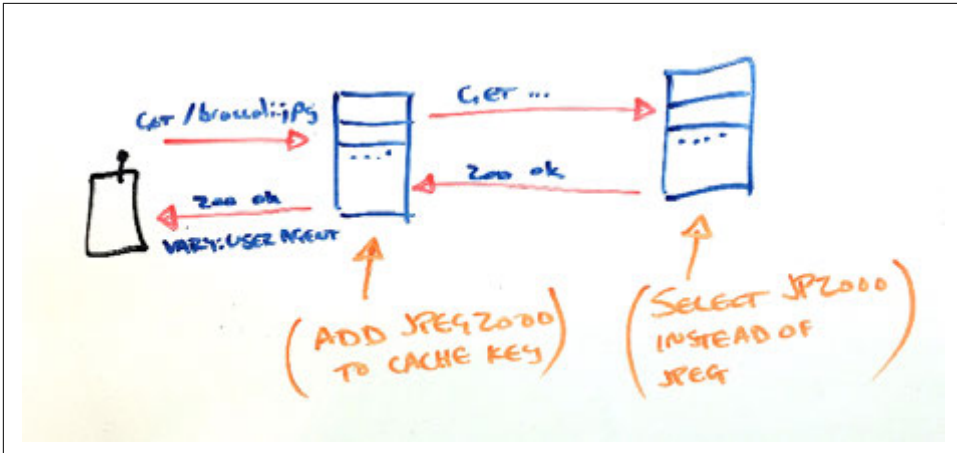 GET /broccoli.jpg
GET ...
200 ok
200 ok
VARY: USER AGENT
(ADD JPEG2000
TO CACHE KEY)
(SELECT JP2000
INSTEAD OF
JPEG)